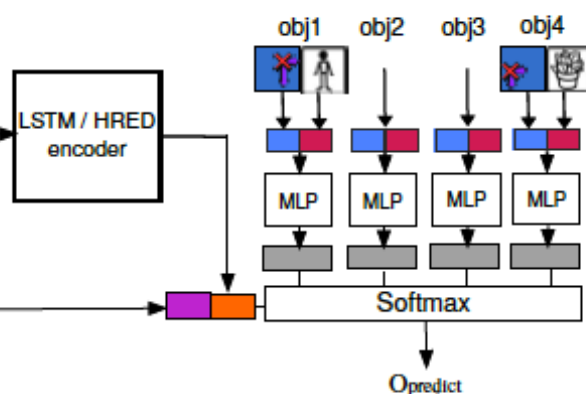 obj1 obj2 obj3 obj4
LSTM / HRED
encoder
MLP MLP MLP MLP
Softmax
Opredict